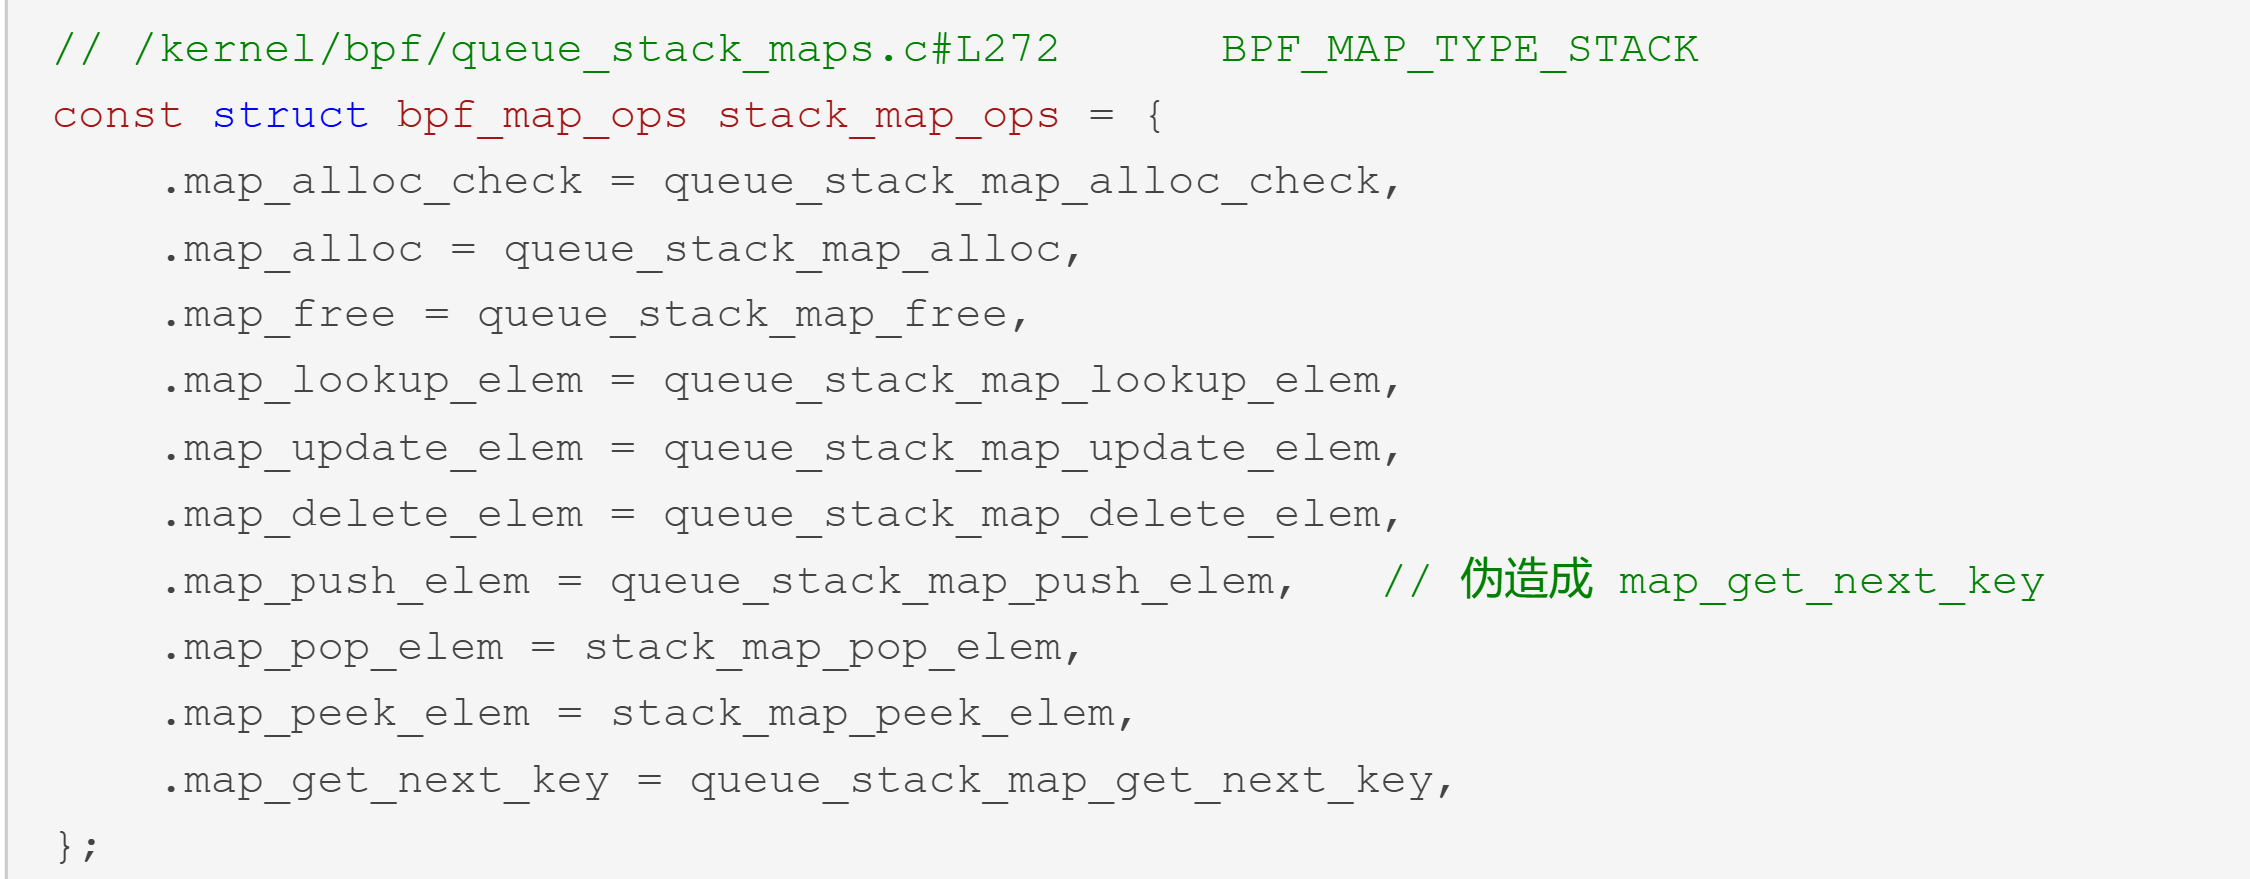 // /kernel/bpf/queue_stack_maps.c#L272      BPF_MAP_TYPE_STACK
const struct bpf_map_ops stack_map_ops = {
    .map_alloc_check = queue_stack_map_alloc_check,
    .map_alloc = queue_stack_map_alloc,
    .map_free = queue_stack_map_free,
    .map_lookup_elem = queue_stack_map_lookup_elem,
    .map_update_elem = queue_stack_map_update_elem,
    .map_delete_elem = queue_stack_map_delete_elem,
    .map_push_elem = queue_stack_map_push_elem,   // 伪造成 map_get_next_key
    .map_pop_elem = stack_map_pop_elem,
    .map_peek_elem = stack_map_peek_elem,
    .map_get_next_key = queue_stack_map_get_next_key,
};